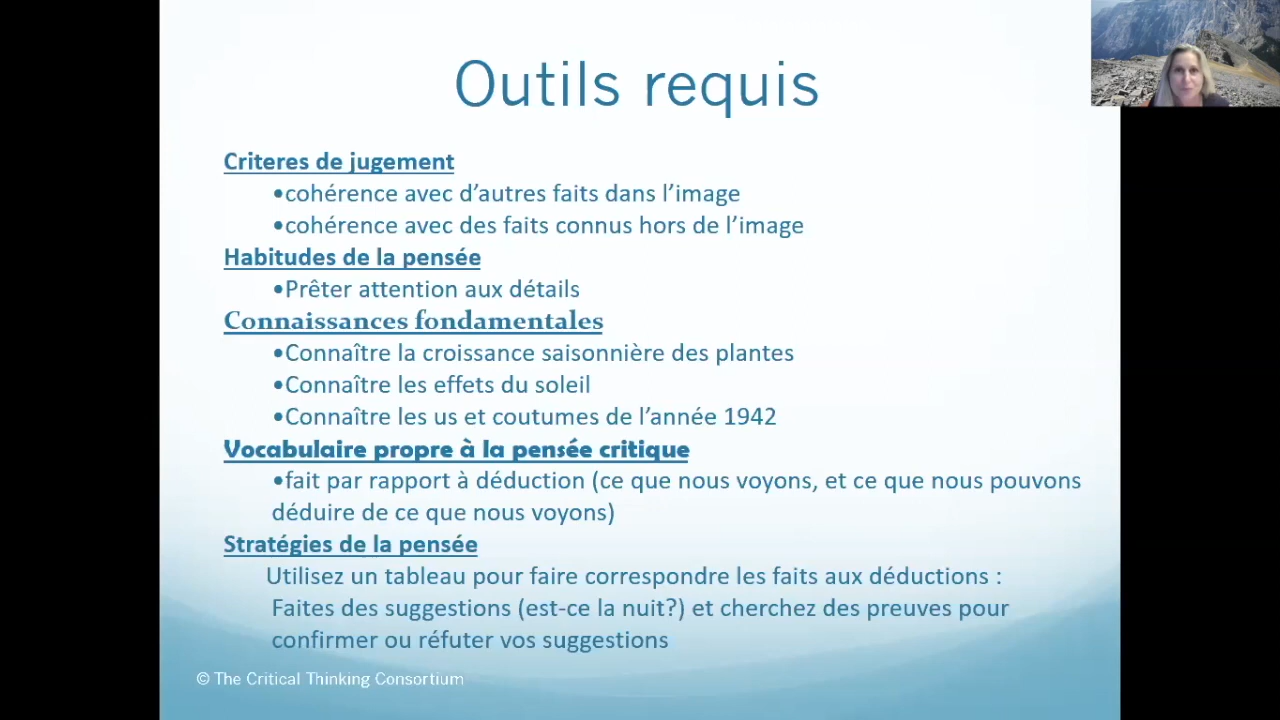 Outils requis
Criteres de jugement
•cohérence avec d’autres faits dans l’image
•cohérence avec des faits connus hors de l’image
Habitudes de la pensée
•Prêter attention aux détails
Connaissances fondamentales
•Connaître la croissance saisonnière des plantes
•Connaître les effets du soleil
•Connaître les us et coutumes de l’année 1942
Vocabulaire propre à la pensée critique
•fait par rapport à déduction (ce que nous voyons, et ce que nous pouvons
déduire de ce que nous voyons)
Stratégies de la pensée
Utilisez un tableau pour faire correspondre les faits aux déductions :
Faites des suggestions (est-ce la nuit?) et cherchez des preuves pour
confirmer ou réfuter vos suggestions
© The Critical Thinking Consortium